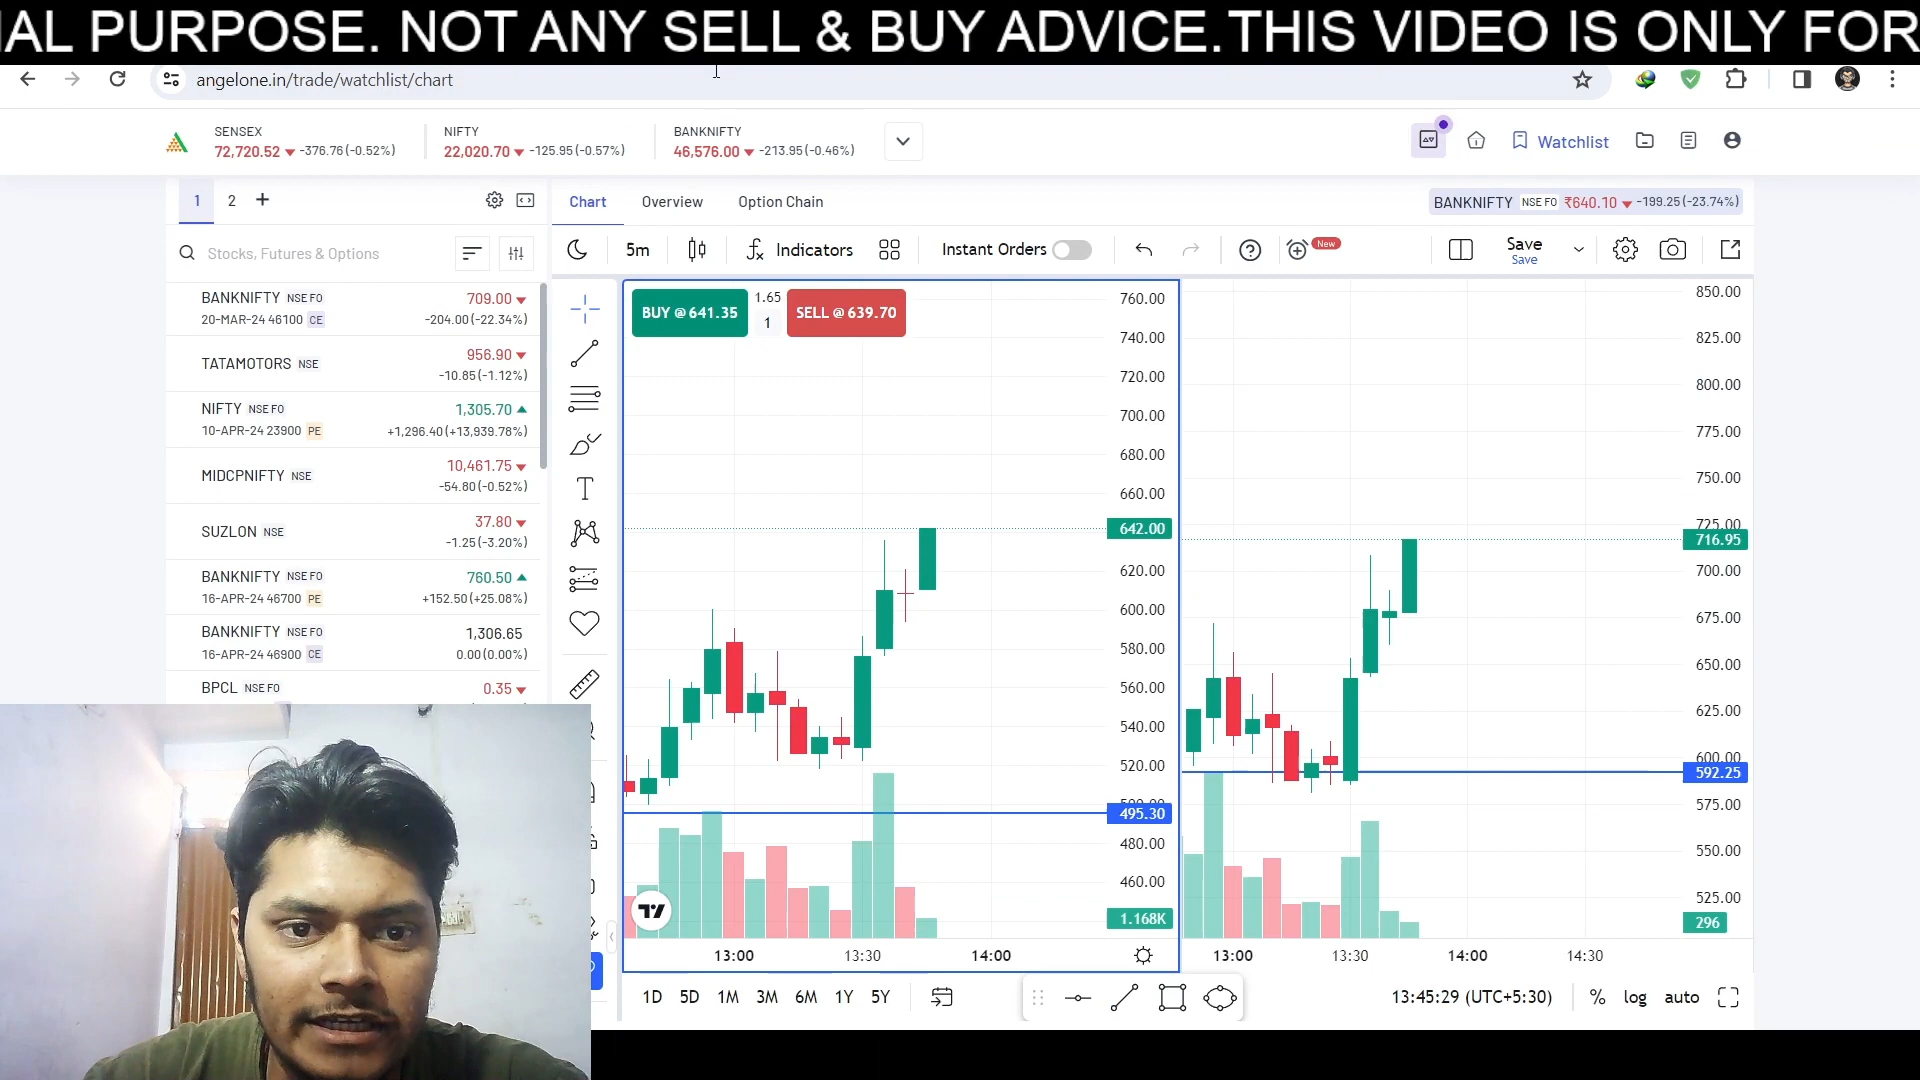 IAL PURPOSE. NOT ANY SELL & BUY ADVICE.THIS VIDEO IS ONLY FOR
angelone.in/trade/watchlist/chart
SENSEX
72,720.52 -376.76(-0.52%)
NIFTY
22,020.70 -125.95(-0.57%)
BANKNIFTY
46,576.00 -213.95(-0.46%)
Watchlist
1 2 +
Stocks, Futures & Options
BANKNIFTY NSE FO 709.00
20-MAR-24 46100 CE -204.00(-22.34%)
TATAMOTORS NSE 956.90
-10.85(-1.12%)
NIFTY NSE FO 1,305.70
10-APR-24 23900 PE +1,296.40(+13,939.78%)
MIDCPNIFTY NSE 10,461.75
-54.80(-0.52%)
SUZLON NSE 37.80
-1.25(-3.20%)
BANKNIFTY NSE FO 760.50
16-APR-24 46700 PE +152.50(+25.08%)
BANKNIFTY NSE FO 1,306.65
16-APR-24 46900 CE 0.00(0.00%)
BPCL NSE FO 0.35
Chart Overview Option Chain
BANKNIFTY NSE FO ₹640.10 -199.25(-23.74%)
5m Indicators Instant Orders New Save
Save
BUY @ 641.35 1.65 SELL @ 639.70
1
760.00
740.00
720.00
700.00
680.00
660.00
642.00
620.00
600.00
580.00
560.00
540.00
520.00
495.30
480.00
460.00
1.168K
13:00 13:30 14:00
850.00
825.00
800.00
775.00
750.00
725.00
716.95
700.00
675.00
650.00
625.00
600.00
592.25
575.00
550.00
525.00
296
13:00 13:30 14:00 14:30
1D 5D 1M 3M 6M 1Y 5Y
13:45:29 (UTC+5:30) % log auto